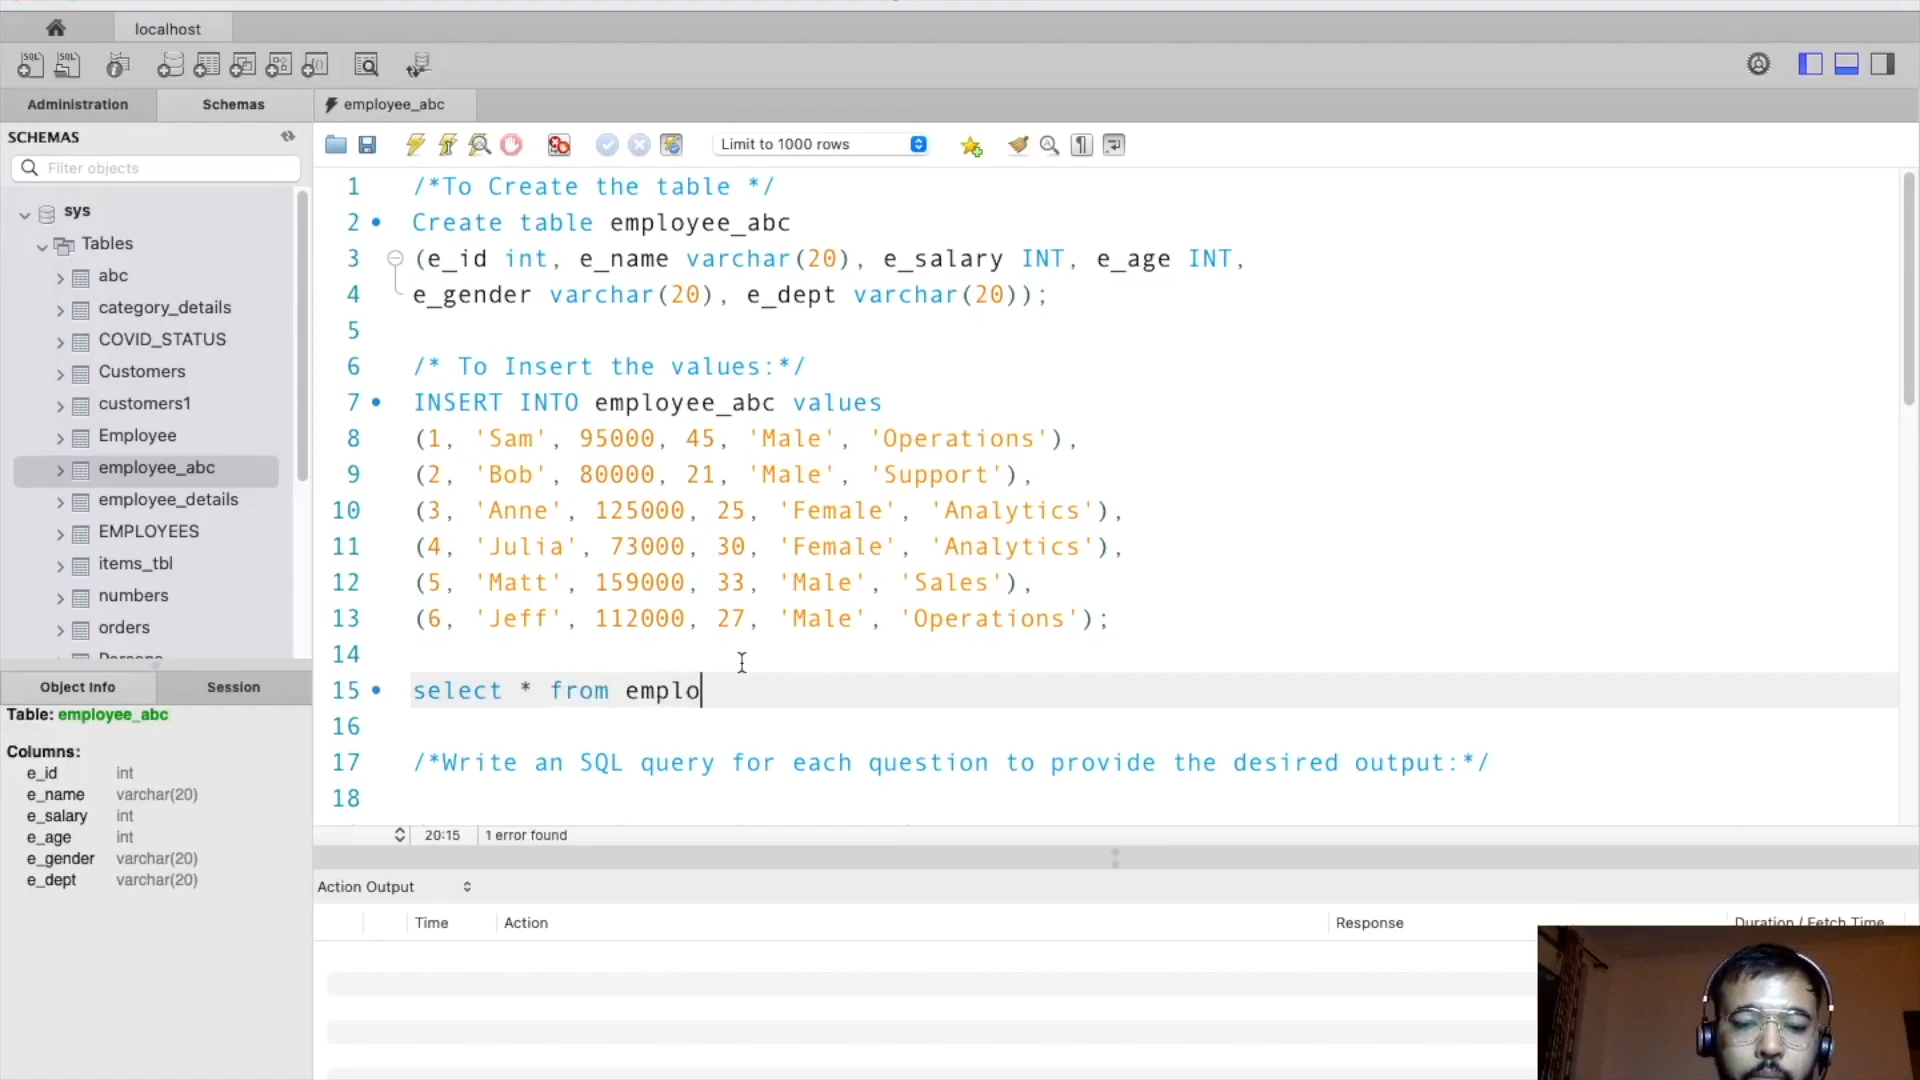 localhost
Administration
Schemas
employee_abc
SCHEMAS
Filter objects
Limit to 1000 rows
sys
Tables
abc
category_details
COVID_STATUS
Customers
customers1
Employee
employee_abc
employee_details
EMPLOYEES
items_tbl
numbers
orders
1 /*To Create the table */
2 Create table employee_abc
3 (e_id int, e_name varchar(20), e_salary INT, e_age INT,
4 e_gender varchar(20), e_dept varchar(20));
5
6 /* To Insert the values:*/
7 INSERT INTO employee_abc values
8 (1, 'Sam', 95000, 45, 'Male', 'Operations'),
9 (2, 'Bob', 80000, 21, 'Male', 'Support'),
10 (3, 'Anne', 125000, 25, 'Female', 'Analytics'),
11 (4, 'Julia', 73000, 30, 'Female', 'Analytics'),
12 (5, 'Matt', 159000, 33, 'Male', 'Sales'),
13 (6, 'Jeff', 112000, 27, 'Male', 'Operations');
14
15 select * from emplo
16
17 /*Write an SQL query for each question to provide the desired output:*/
18
20:15 1 error found
Object Info Session
Table: employee_abc
Columns:
e_id int
e_name varchar(20)
e_salary int
e_age int
e_gender varchar(20)
e_dept varchar(20)
Action Output
Time Action Response Duration / Fetch Time